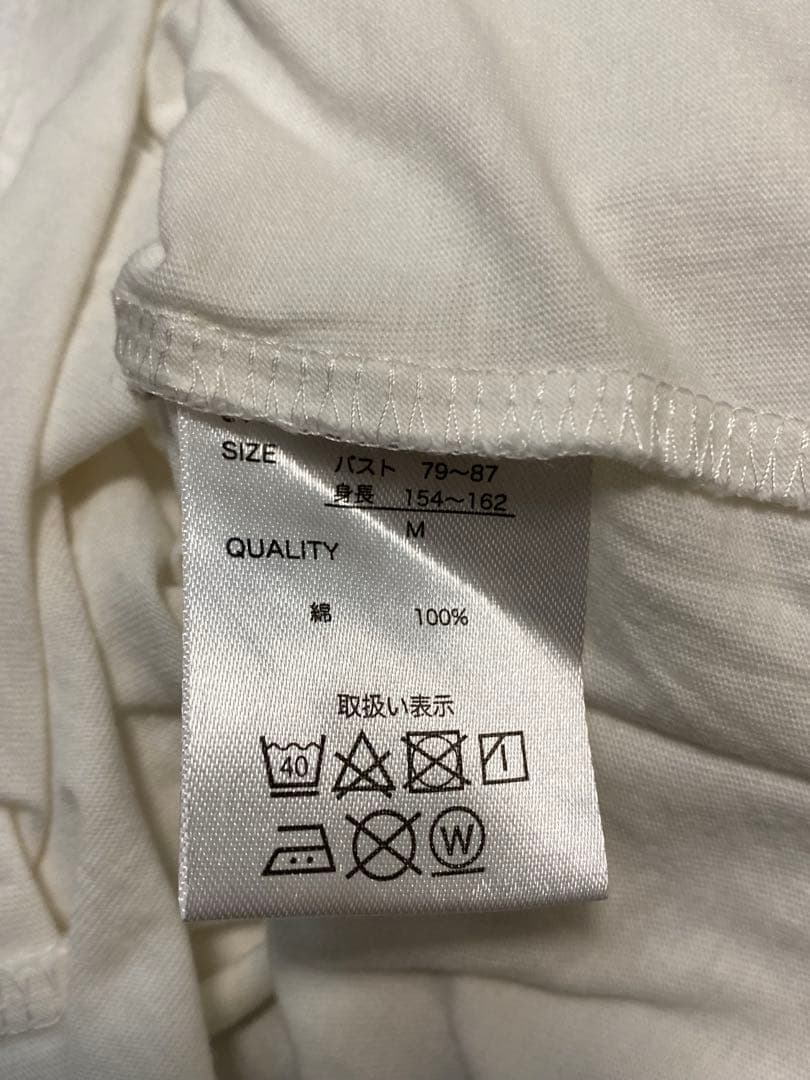 SIZE バスト 79〜87
身長 154〜162
M
QUALITY
綿 100%
取扱い表示
40
W